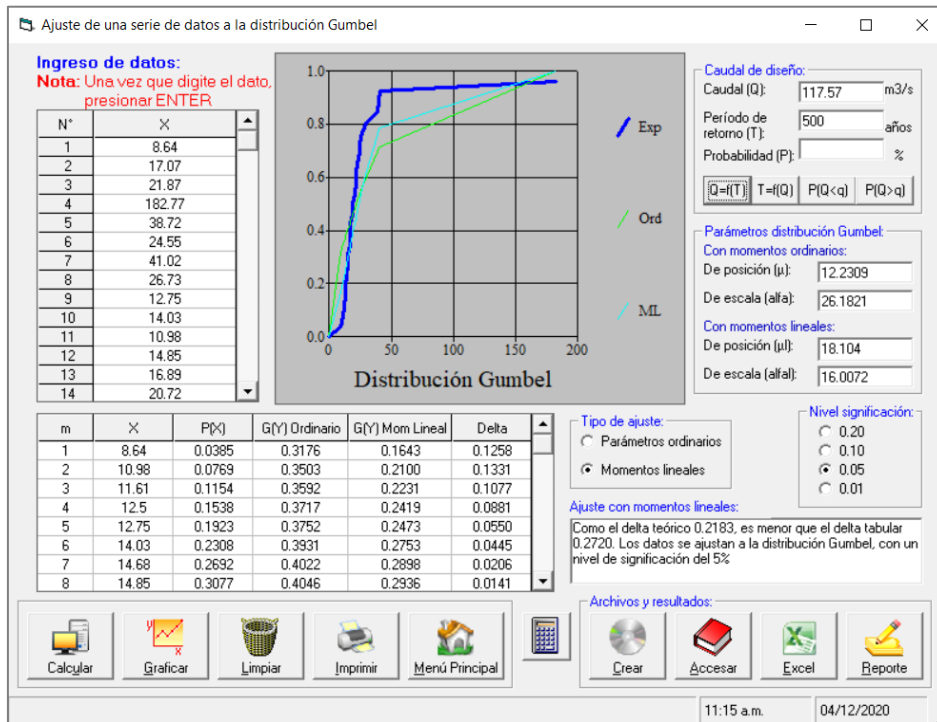 Ajuste de una serie de datos a la distribución Gumbel
Ingreso de datos:
Nota: Una vez que digite el dato,
presionar ENTER
N° X
1 8.64
2 17.07
3 21.87
4 182.77
5 38.72
6 24.55
7 41.02
8 26.73
9 12.75
10 14.03
11 10.98
12 14.85
13 16.89
14 20.72
1.0
0.8
0.6
0.4
0.2
0.0
0 50 100 150 200
Exp
Ord
ML
Distribución Gumbel
Caudal de diseño:
Caudal (Q): 117.57 m3/s
Período de
retorno (T): 500 años
Probabilidad (P): %
Q=f(T) T=f(Q) P(Q<q) P(Q>q)
Parámetros distribución Gumbel:
Con momentos ordinarios:
De posición (μ): 12.2309
De escala (alfa): 26.1821
Con momentos lineales:
De posición (μl): 18.104
De escala (alfal): 16.0072
m X P(X) G(Y) Ordinario G(Y) Mom Lineal Delta
1 8.64 0.0385 0.3176 0.1643 0.1258
2 10.98 0.0769 0.3503 0.2100 0.1331
3 11.61 0.1154 0.3592 0.2231 0.1077
4 12.5 0.1538 0.3717 0.2419 0.0881
5 12.75 0.1923 0.3752 0.2473 0.0550
6 14.03 0.2308 0.3931 0.2753 0.0445
7 14.68 0.2692 0.4022 0.2898 0.0206
8 14.85 0.3077 0.4046 0.2936 0.0141
Tipo de ajuste:
Parámetros ordinarios
Momentos lineales
Nivel significación:
0.20
0.10
0.05
0.01
Ajuste con momentos lineales:
Como el delta teórico 0.2183, es menor que el delta tabular
0.2720. Los datos se ajustan a la distribución Gumbel, con un
nivel de significación del 5%
Calcular Graficar Limpiar Imprimir Menú Principal
Archivos y resultados:
Crear Accesar Excel Reporte
11:15 a.m. 04/12/2020